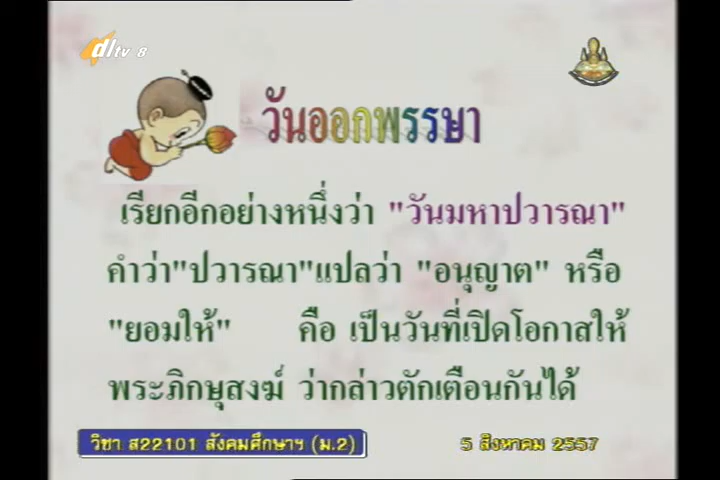 dltv 8
วันออกพรรษา
เรียกอีกอย่างหนึ่งว่า "วันมหาปวารณา"
คำว่า"ปวารณา"แปลว่า "อนุญาต" หรือ
"ยอมให้" คือ เป็นวันที่เปิดโอกาสให้
พระภิกษุสงฆ์ ว่ากล่าวตักเตือนกันได้
วิชา ส22101 สังคมศึกษาฯ (ม.2) 5 สิงหาคม 2557